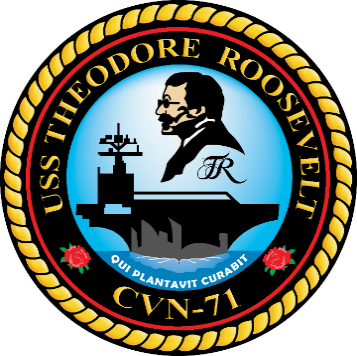 USS THEODORE ROOSEVELT
TR
QUI PLANTAVIT CURABIT
CVN-71